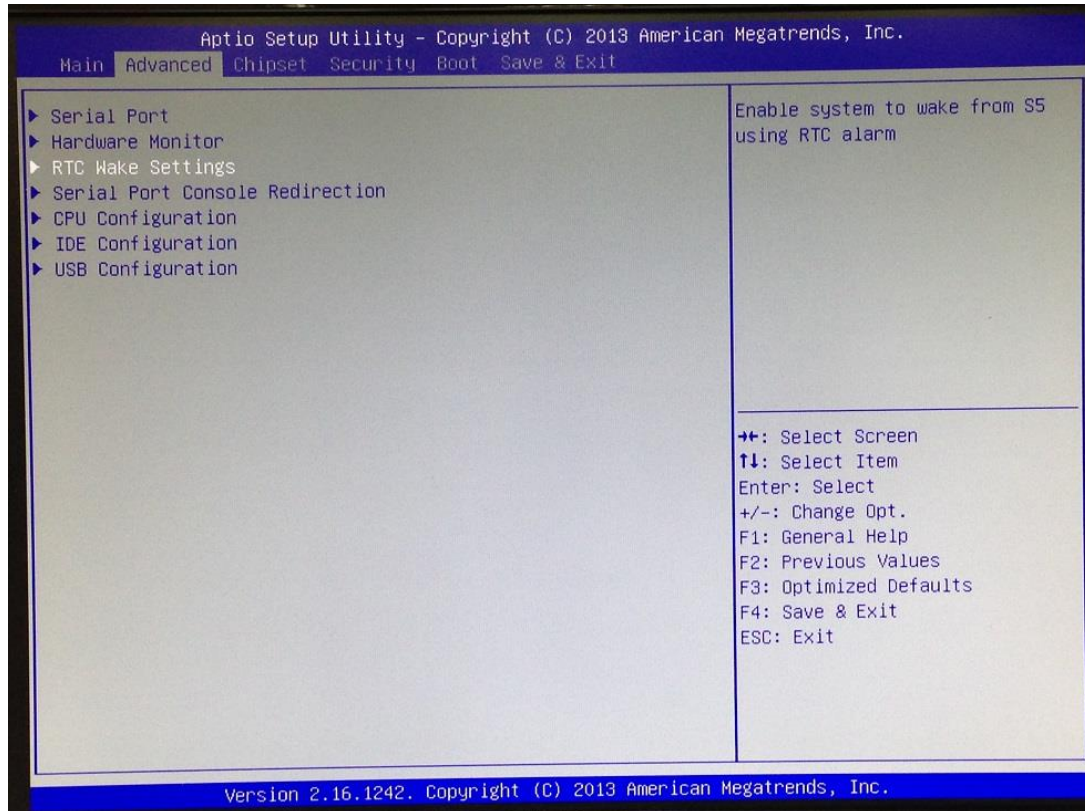 Aptio Setup Utility – Copyright (C) 2013 American Megatrends, Inc.
Main Advanced Chipset Security Boot Save & Exit
▶ Serial Port
▶ Hardware Monitor
▶ RTC Wake Settings
▶ Serial Port Console Redirection
▶ CPU Configuration
▶ IDE Configuration
▶ USB Configuration
Enable system to wake from S5
using RTC alarm
→←: Select Screen
↑↓: Select Item
Enter: Select
+/-: Change Opt.
F1: General Help
F2: Previous Values
F3: Optimized Defaults
F4: Save & Exit
ESC: Exit
Version 2.16.1242. Copyright (C) 2013 American Megatrends, Inc.